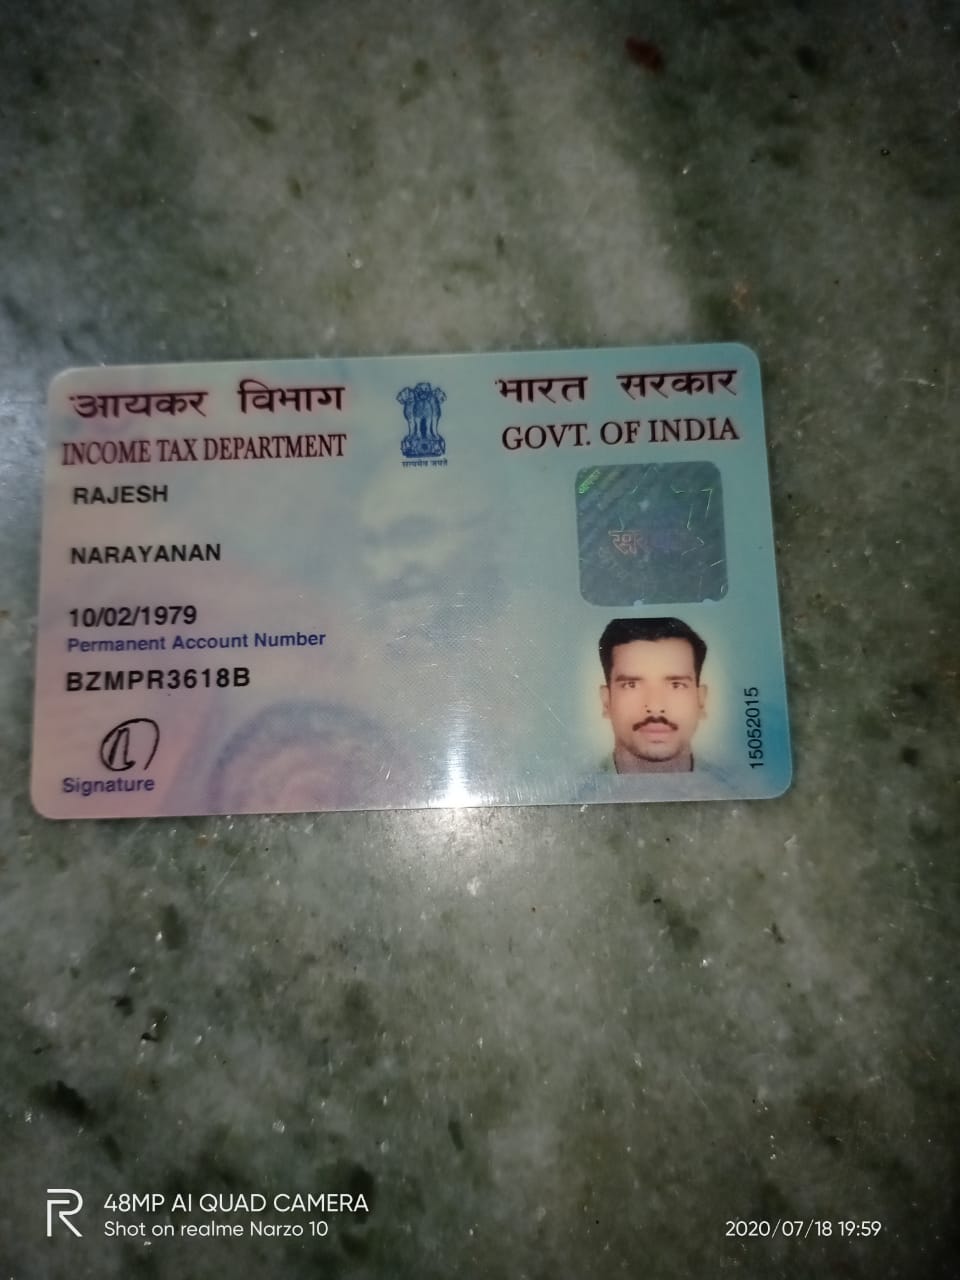 आयकर विभाग
INCOME TAX DEPARTMENT
सत्यमेव जयते
भारत सरकार
GOVT. OF INDIA
RAJESH
NARAYANAN
10/02/1979
Permanent Account Number
BZMPR3618B
Signature
15052015
48MP AI QUAD CAMERA
Shot on realme Narzo 10
2020/07/18 19:59